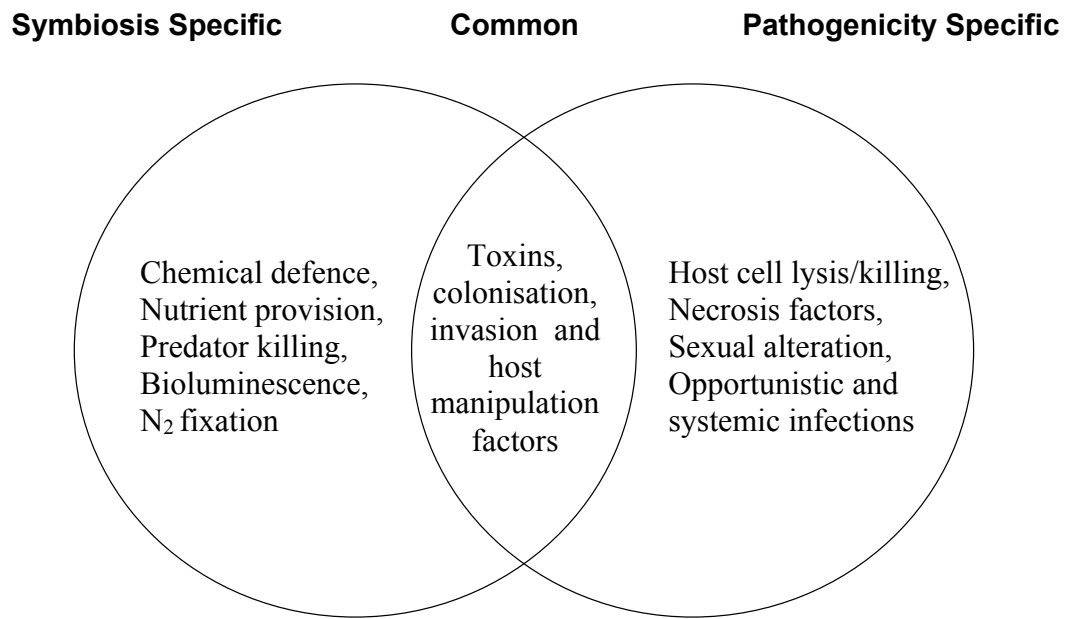 Symbiosis Specific
Common
Pathogenicity Specific
Chemical defence,
Nutrient provision,
Predator killing,
Bioluminescence,
N₂ fixation
Toxins,
colonisation,
invasion and
host
manipulation
factors
Host cell lysis/killing,
Necrosis factors,
Sexual alteration,
Opportunistic and
systemic infections